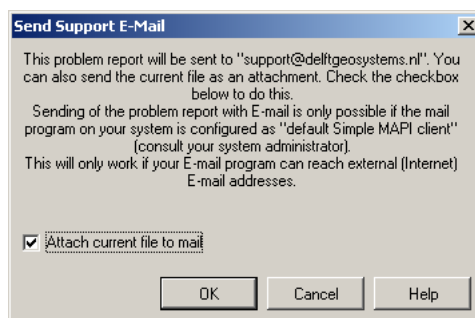 Send Support E-Mail
This problem report will be sent to "support@delftgeosystems.nl". You
can also send the current file as an attachment. Check the checkbox
below to do this.
Sending of the problem report with E-mail is only possible if the mail
program on your system is configured as "default Simple MAPI client"
(consult your system administrator).
This will only work if your E-mail program can reach external (Internet)
E-mail addresses.
Attach current file to mail
OK Cancel Help